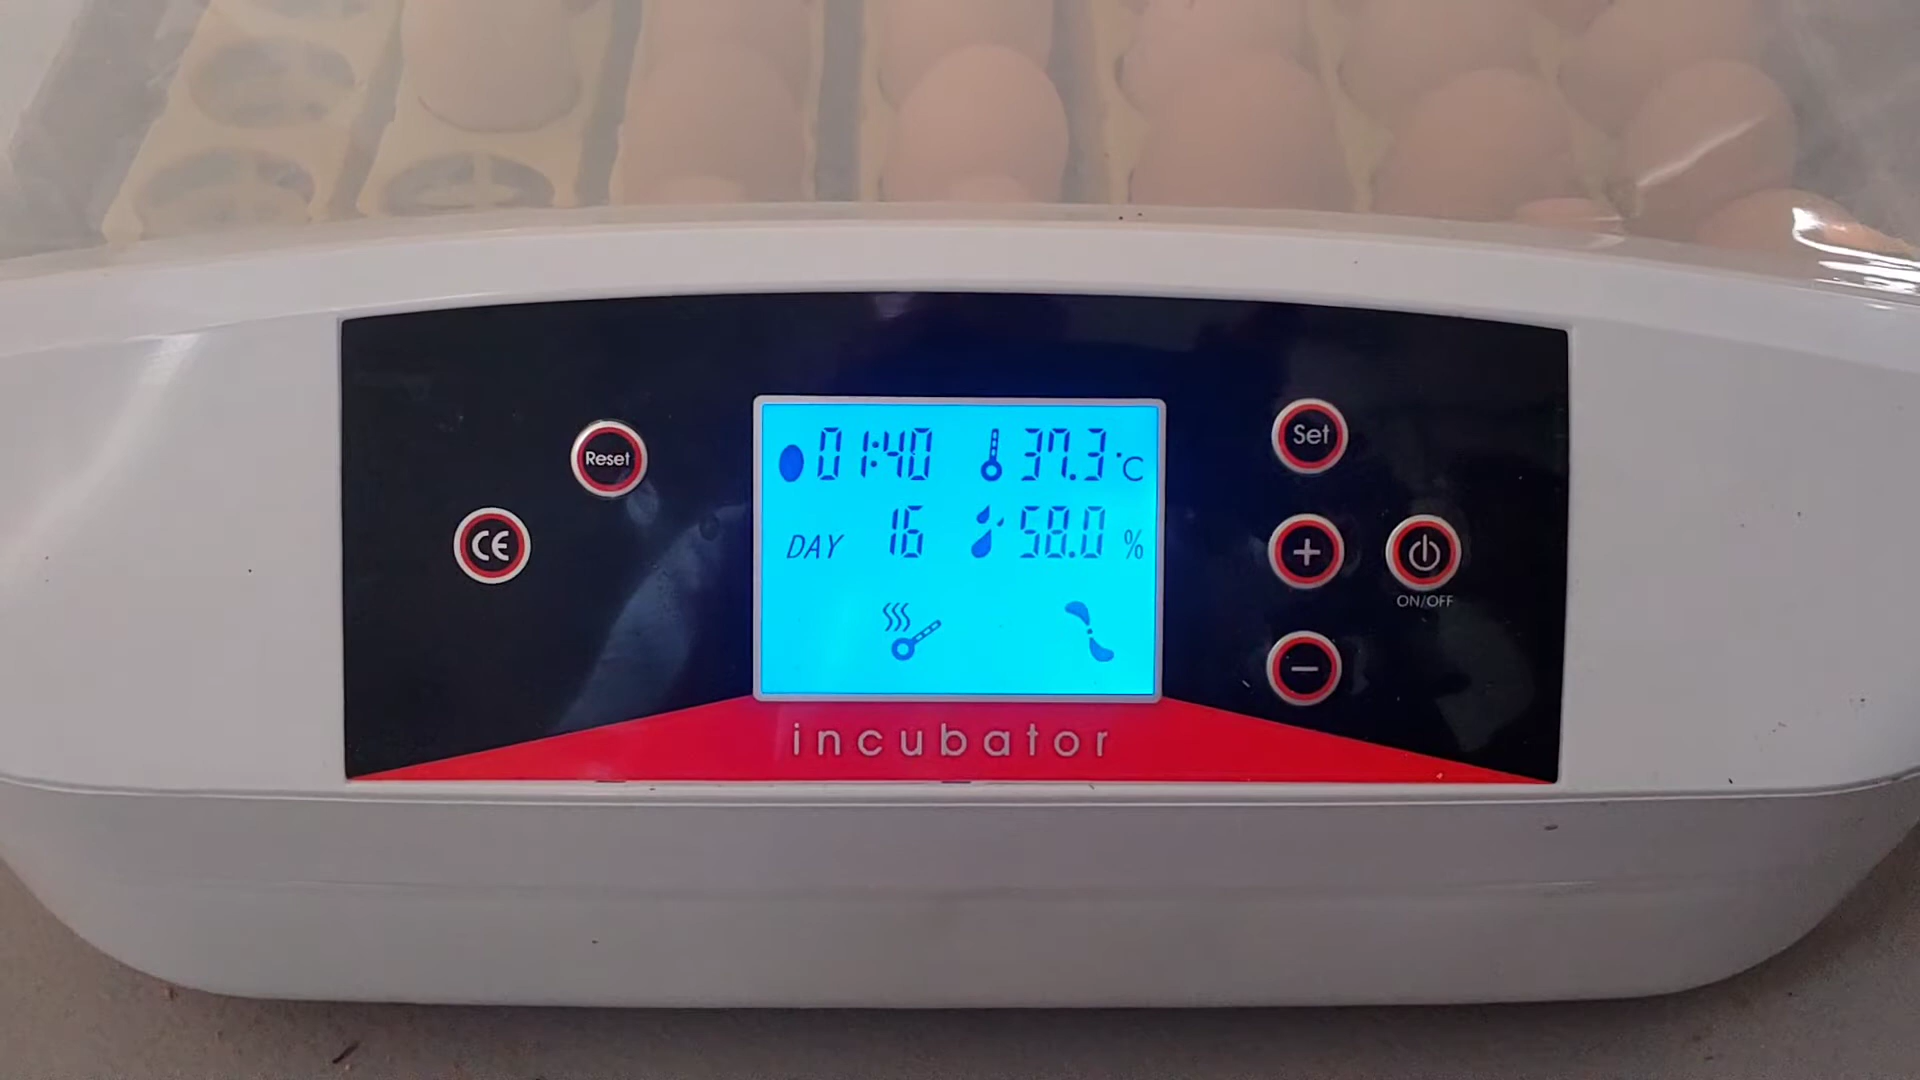 01:40 37.3°C
DAY 16 58.0 %
Reset
CE
Set
+
ON/OFF
−
incubator